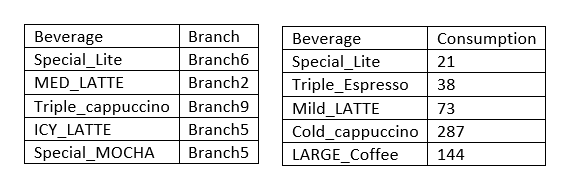 Beverage Branch
Special_Lite Branch6
MED_LATTE Branch2
Triple_cappuccino Branch9
ICY_LATTE Branch5
Special_MOCHA Branch5
Beverage Consumption
Special_Lite 21
Triple_Espresso 38
Mild_LATTE 73
Cold_cappuccino 287
LARGE_Coffee 144